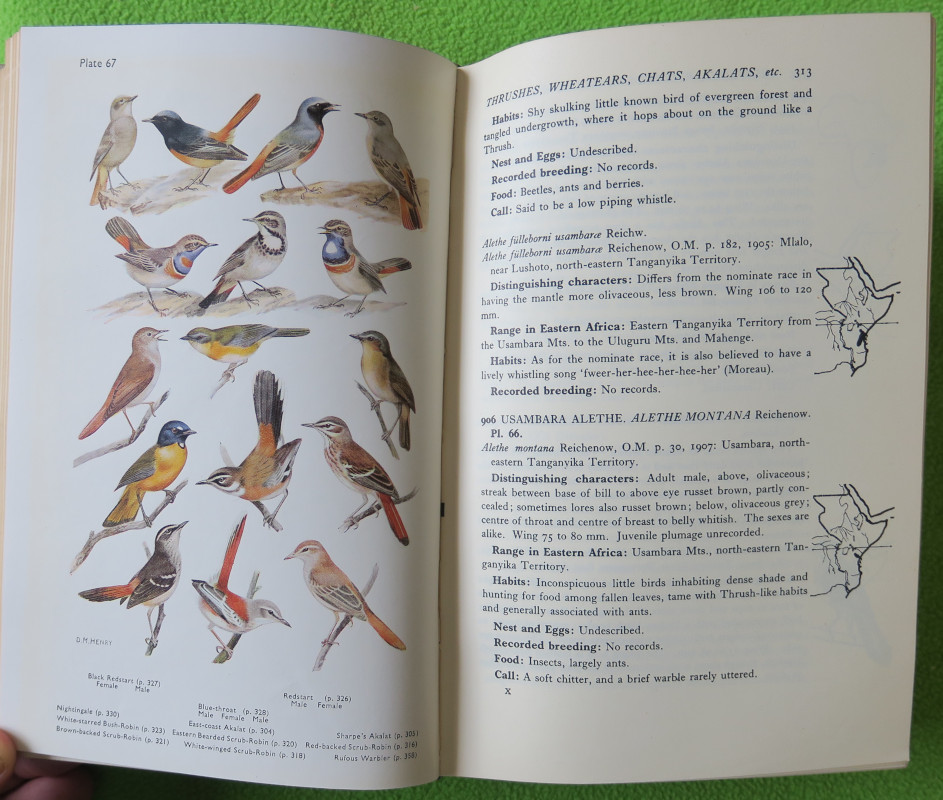 Plate 67
D.M.HENRY
Black Redstart (p. 327)
Female Male
Redstart (p. 326)
Male Female
Blue-throat (p. 328)
Male Female Male
Nightingale (p. 330)
East-coast Akalat (p. 304)
Sharpe's Akalat (p. 305)
White-starred Bush-Robin (p. 323)
Eastern Bearded Scrub-Robin (p. 320)
Red-backed Scrub-Robin (p. 316)
Brown-backed Scrub-Robin (p. 321)
White-winged Scrub-Robin (p. 318)
Rufous Warbler (p. 358)
THRUSHES, WHEATEARS, CHATS, AKALATS, etc. 313
Habits: Shy skulking little known bird of evergreen forest and
tangled undergrowth, where it hops about on the ground like a
Thrush.
Nest and Eggs: Undescribed.
Recorded breeding: No records.
Food: Beetles, ants and berries.
Call: Said to be a low piping whistle.
Alethe fülleborni usambaræ Reichw.
Alethe fülleborni usambaræ Reichenow, O.M. p. 182, 1905: Mlalo,
near Lushoto, north-eastern Tanganyika Territory.
Distinguishing characters: Differs from the nominate race in
having the mantle more olivaceous, less brown. Wing 106 to 120
mm.
Range in Eastern Africa: Eastern Tanganyika Territory from
the Usambara Mts. to the Uluguru Mts. and Mahenge.
Habits: As for the nominate race, it is also believed to have a
lively whistling song 'fweer-her-hee-her-hee-her' (Moreau).
Recorded breeding: No records.
906 USAMBARA ALETHE. ALETHE MONTANA Reichenow.
Pl. 66.
Alethe montana Reichenow, O.M. p. 30, 1907: Usambara, north-
eastern Tanganyika Territory.
Distinguishing characters: Adult male, above, olivaceous;
streak between base of bill to above eye russet brown, partly con-
cealed; sometimes lores also russet brown; below, olivaceous grey;
centre of throat and centre of breast to belly whitish. The sexes are
alike. Wing 75 to 80 mm. Juvenile plumage unrecorded.
Range in Eastern Africa: Usambara Mts., north-eastern Tan-
ganyika Territory.
Habits: Inconspicuous little birds inhabiting dense shade and
hunting for food among fallen leaves, tame with Thrush-like habits
and generally associated with ants.
Nest and Eggs: Undescribed.
Recorded breeding: No records.
Food: Insects, largely ants.
Call: A soft chitter, and a brief warble rarely uttered.
X